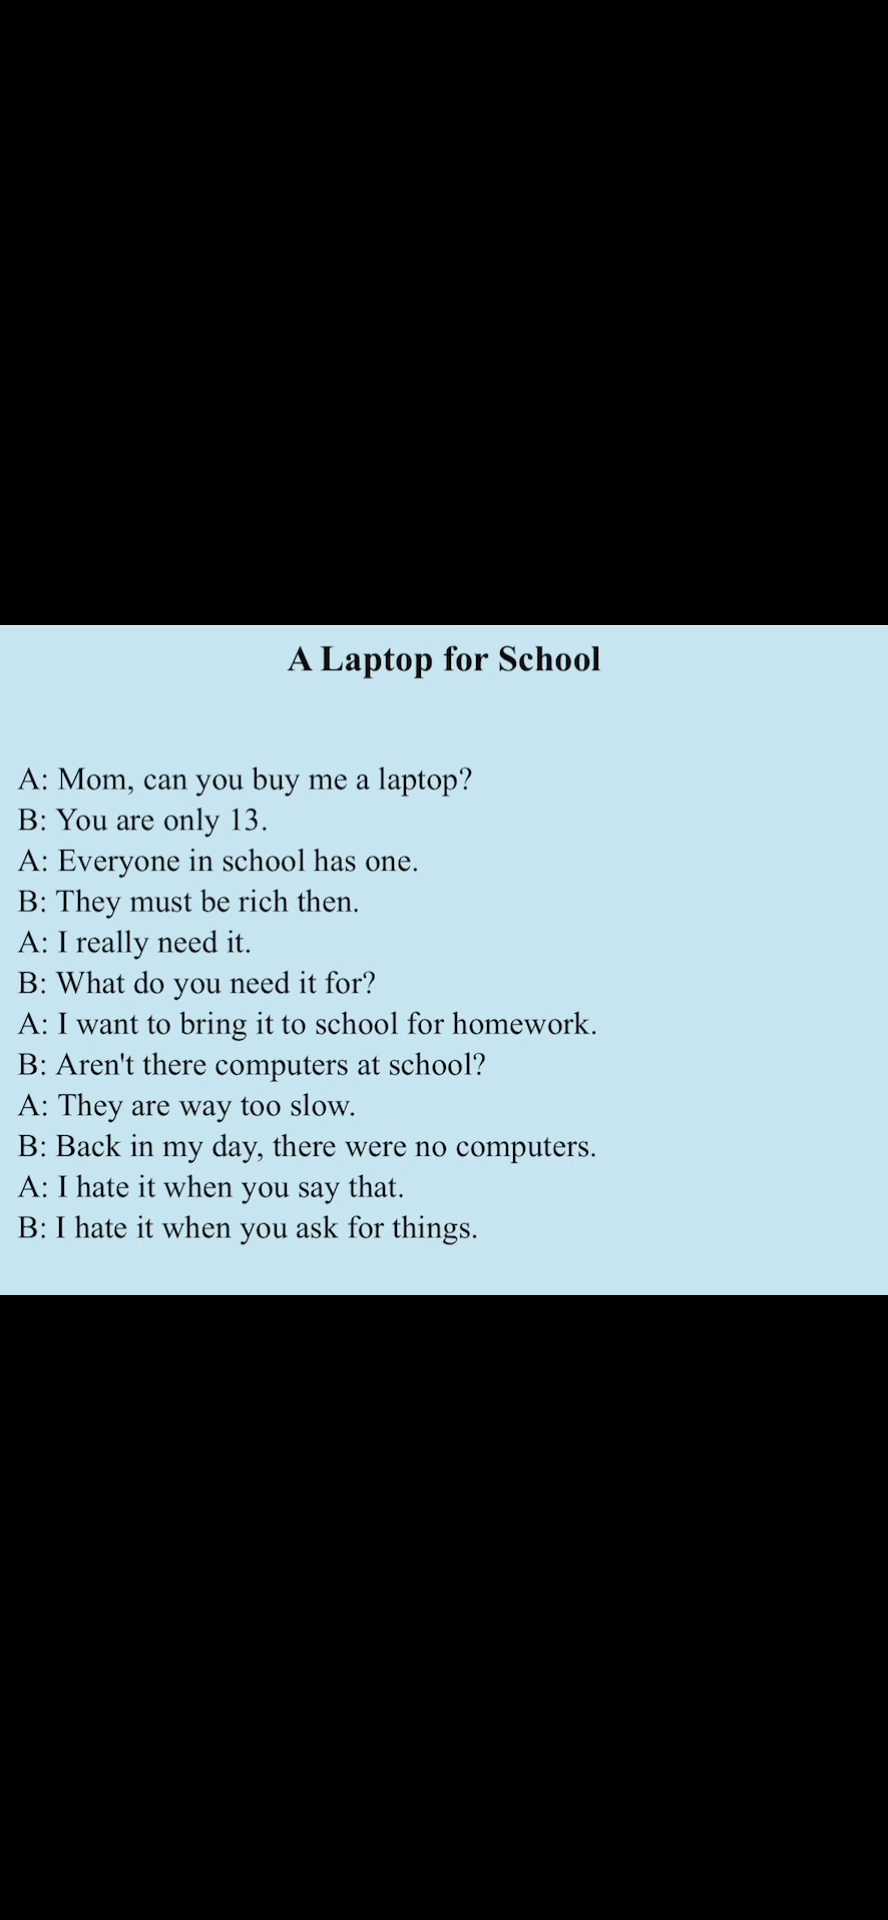 A Laptop for School
A: Mom, can you buy me a laptop?
B: You are only 13.
A: Everyone in school has one.
B: They must be rich then.
A: I really need it.
B: What do you need it for?
A: I want to bring it to school for homework.
B: Aren't there computers at school?
A: They are way too slow.
B: Back in my day, there were no computers.
A: I hate it when you say that.
B: I hate it when you ask for things.